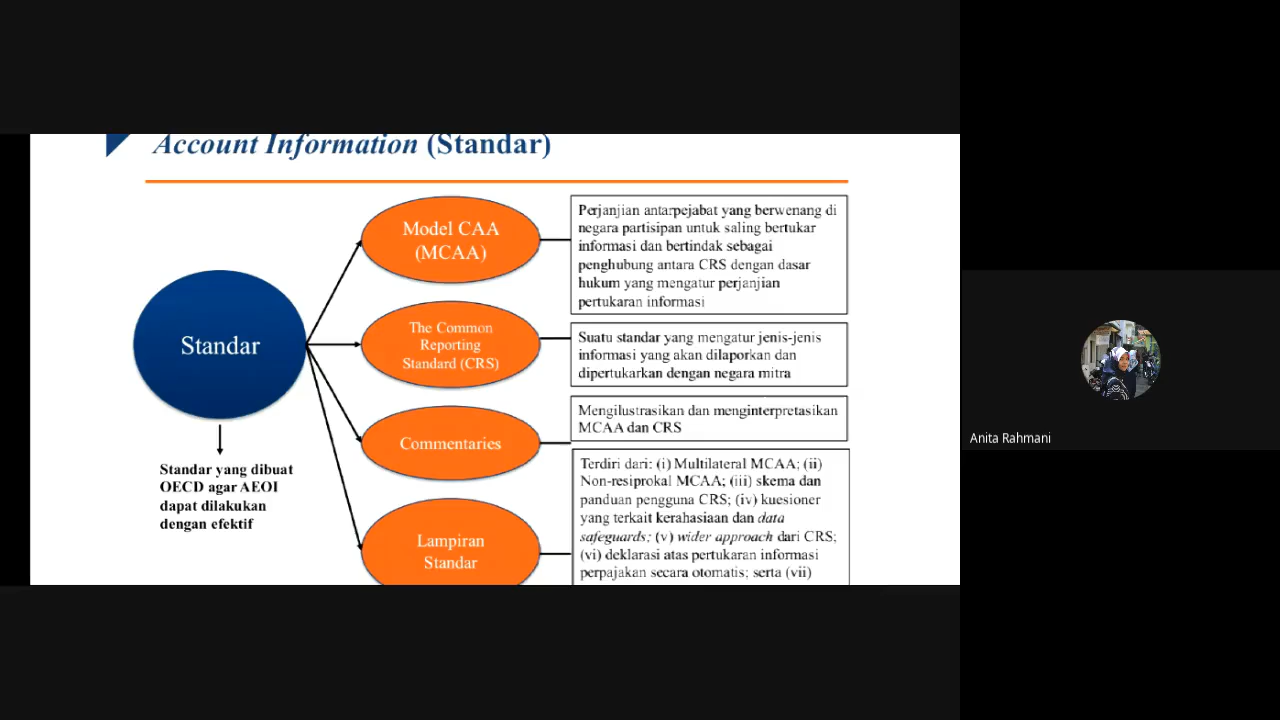 Account Information (Standar)
Model CAA
(MCAA)
Perjanjian antarpejabat yang berwenang di
negara partisipan untuk saling bertukar
informasi dan bertindak sebagai
penghubung antara CRS dengan dasar
hukum yang mengatur perjanjian
pertukaran informasi
Standar
The Common
Reporting
Standard (CRS)
Suatu standar yang mengatur jenis-jenis
informasi yang akan dilaporkan dan
dipertukarkan dengan negara mitra
Commentaries
Mengilustrasikan dan menginterpretasikan
MCAA dan CRS
Standar yang dibuat
OECD agar AEOI
dapat dilakukan
dengan efektif
Lampiran
Standar
Terdiri dari: (i) Multilateral MCAA; (ii)
Non-resiprokal MCAA; (iii) skema dan
panduan pengguna CRS; (iv) kuesioner
yang terkait kerahasiaan dan data
safeguards; (v) wider approach dari CRS;
(vi) deklarasi atas pertukaran informasi
perpajakan secara otomatis; serta (vii)
Anita Rahmani